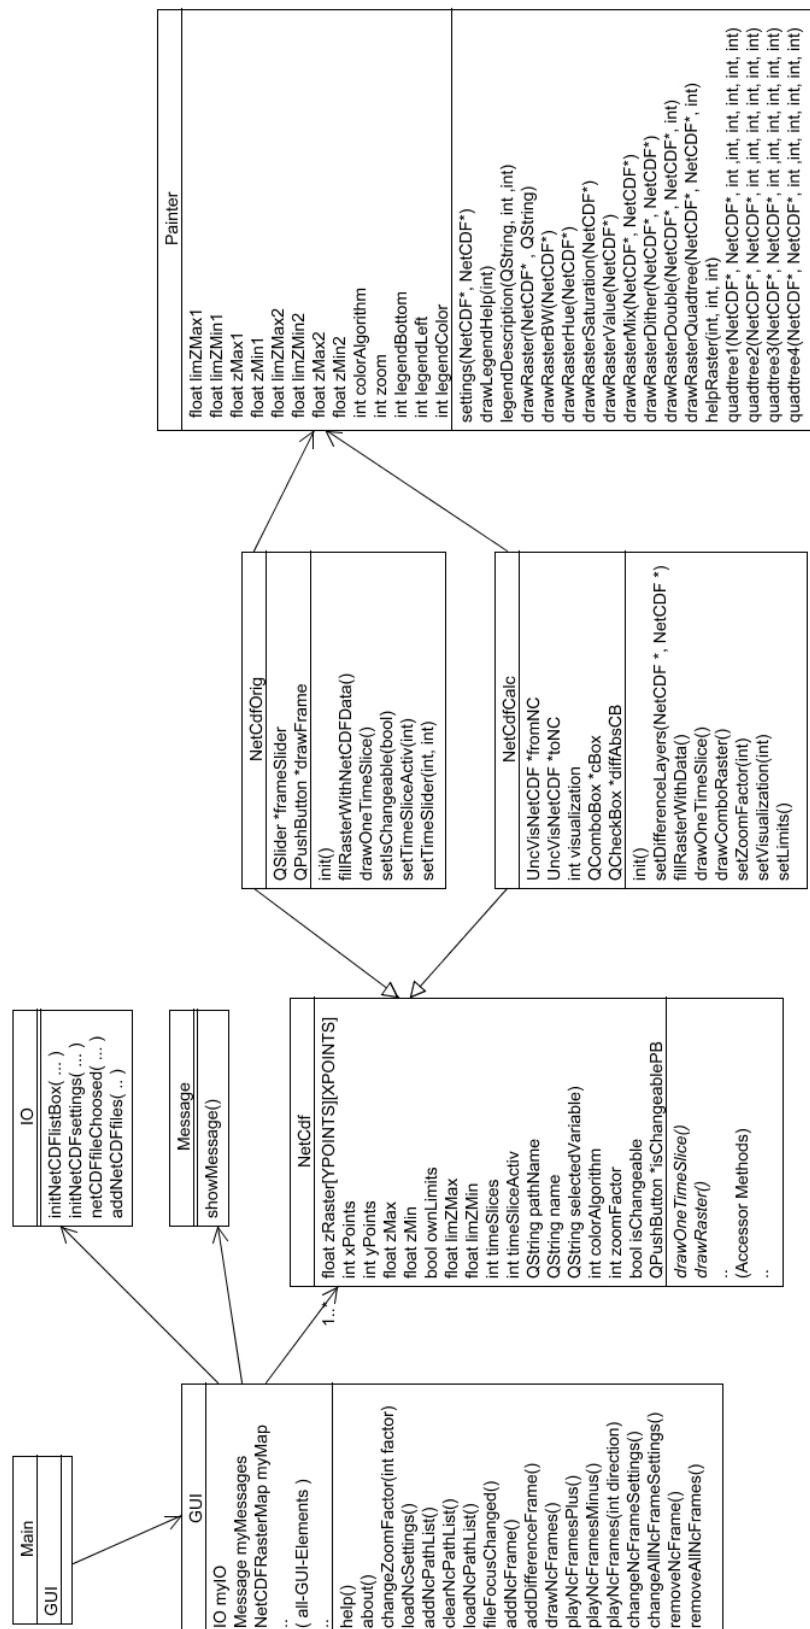 Main
GUI
GUI
IO myIO
Message myMessages
NetCDFRasterMap myMap
..
( all-GUI-Elements )
..
help()
about()
changeZoomFactor(int factor)
loadNcSettings()
addNcPathList()
clearNcPathList()
loadNcPathList()
fileFocusChanged()
addNcFrame()
addDifferenceFrame()
drawNcFrames()
playNcFramesPlus()
playNcFramesMinus()
playNcFrames(int direction)
changeNcFrameSettings()
changeAllNcFrameSettings()
removeNcFrame()
removeAllNcFrames()
IO
initNetCDFlistBox( ... )
initNetCDFsettings( ... )
netCDFfileChoosed( ... )
addNetCDFfiles( .. )
Message
showMessage()
1..*
NetCdf
float zRaster[YPOINTS][XPOINTS]
int xPoints
int yPoints
float zMax
float zMin
bool ownLimits
float limZMax
float limZMin
int timeSlices
int timeSliceActiv
QString pathName
QString name
QString selectedVariable)
int colorAlgorithm
int zoomFactor
bool isChangeable
QPushButton *isChangeablePB
drawOneTimeSlice()
drawRaster()
..
(Accessor Methods)
..
NetCdfOrig
QSlider *frameSlider
QPushButton *drawFrame
init()
fillRasterWithNetCDFData()
drawOneTimeSlice()
setIsChangeable(bool)
setTimeSliceActiv(int)
setTimeSlider(int, int)
NetCdfCalc
UncVisNetCDF *fromNC
UncVisNetCDF *toNC
int visualization
QComboBox *cBox
QCheckBox *diffAbsCB
init()
setDifferenceLayers(NetCDF *, NetCDF *)
fillRasterWithData()
drawOneTimeSlice()
drawComboRaster()
setZoomFactor(int)
setVisualization(int)
setLimits()
Painter
float limZMax1
float limZMin1
float zMax1
float zMin1
float limZMax2
float limZMin2
float zMax2
float zMin2
int colorAlgorithm
int zoom
int legendBottom
int legendLeft
int legendColor
settings(NetCDF*, NetCDF*)
drawLegendHelp(int)
legendDescription(QString, int ,int)
drawRaster(NetCDF* , QString)
drawRasterBW(NetCDF*)
drawRasterHue(NetCDF*)
drawRasterSaturation(NetCDF*)
drawRasterValue(NetCDF*)
drawRasterMix(NetCDF*, NetCDF*)
drawRasterDither(NetCDF*, NetCDF*)
drawRasterDouble(NetCDF*, NetCDF*, int)
drawRasterQuadtree(NetCDF*, NetCDF*, int)
helpRaster(int, int, int)
quadtree1(NetCDF*, NetCDF*, int ,int, int, int, int, int)
quadtree2(NetCDF*, NetCDF*, int ,int, int, int, int, int)
quadtree3(NetCDF*, NetCDF*, int ,int, int, int, int, int)
quadtree4(NetCDF*, NetCDF*, int ,int, int, int, int, int)